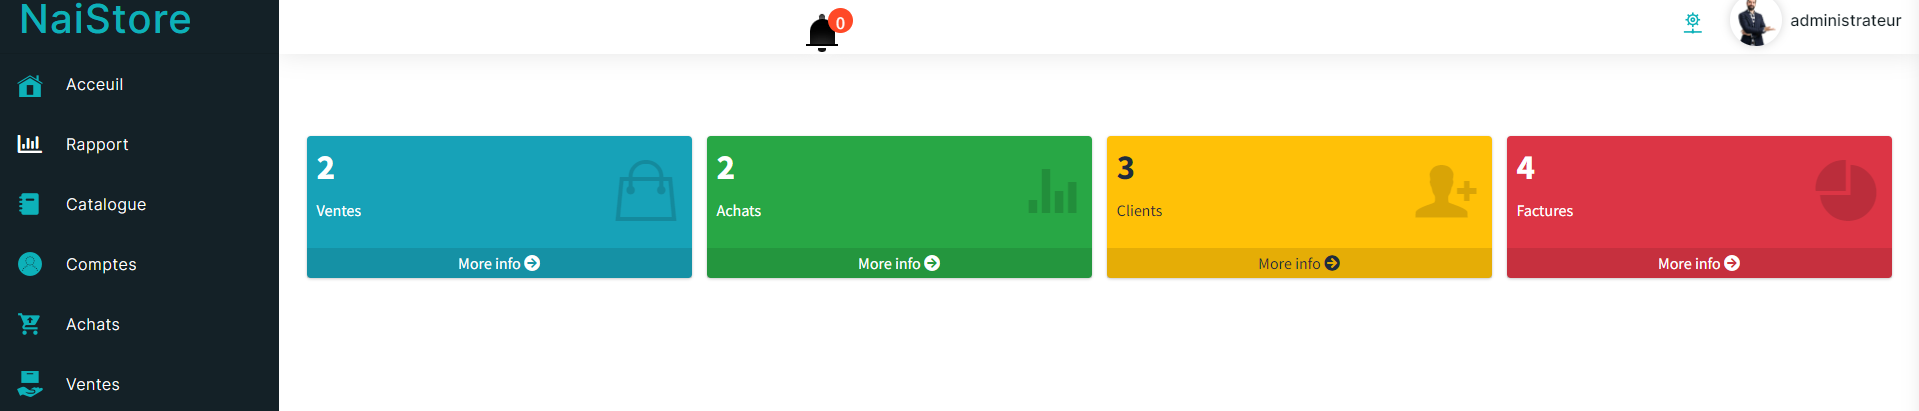 NaiStore
0
administrateur
Acceuil
Rapport
Catalogue
Comptes
Achats
Ventes
2
Ventes
More info
2
Achats
More info
3
Clients
More info
4
Factures
More info